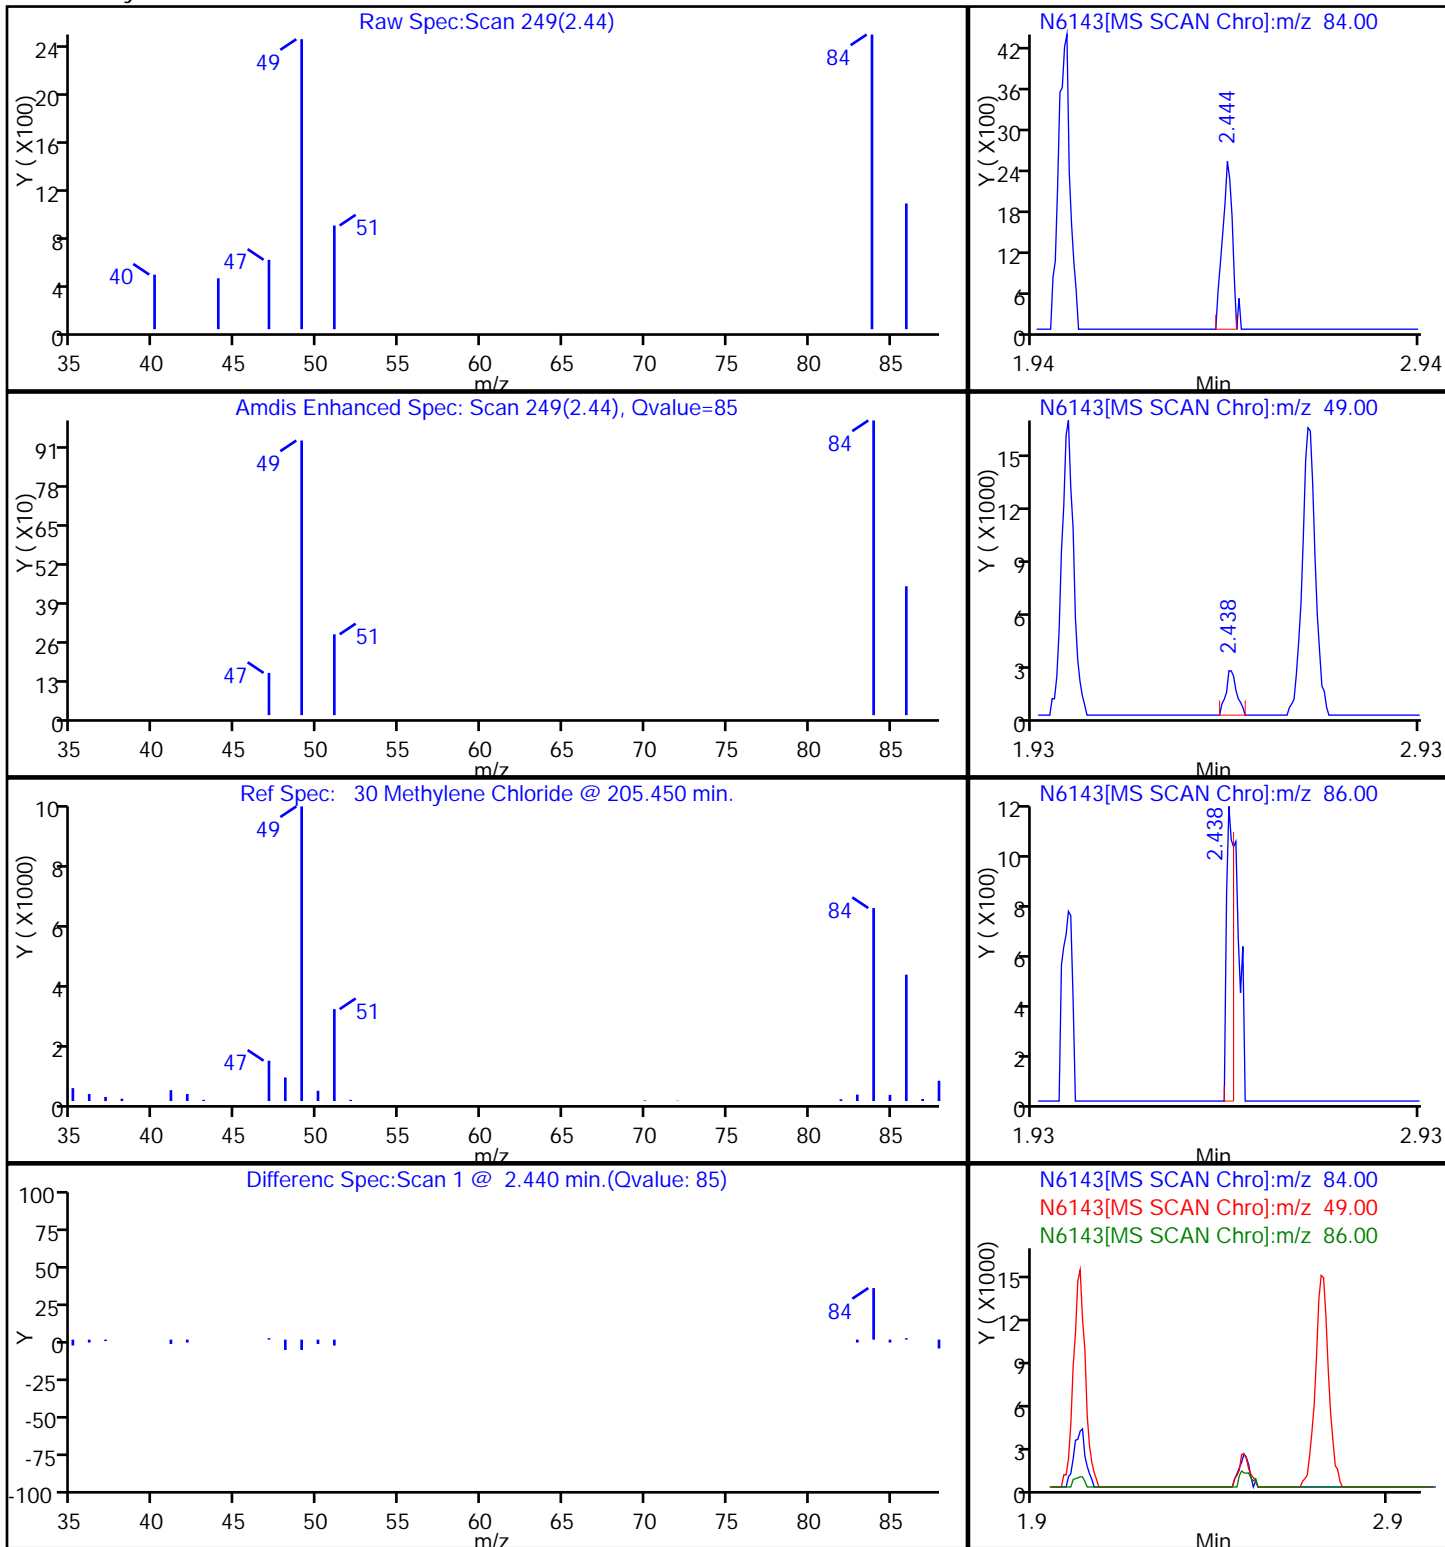 Raw Spec:Scan 249(2.44)
24
20
16
12
8
4
0
Y ( X100)
40
47
49
51
84
35 40 45 50 55 60 65 70 75 80 85
m/z
N6143[MS SCAN Chro]:m/z 84.00
42
36
30
24
18
12
6
0
Y ( X100)
2.444
1.94 2.94
Min
Amdis Enhanced Spec: Scan 249(2.44), Qvalue=85
91
78
65
52
39
26
13
0
Y ( X10)
47
49
51
84
35 40 45 50 55 60 65 70 75 80 85
m/z
N6143[MS SCAN Chro]:m/z 49.00
15
12
9
6
3
0
Y ( X1000)
2.438
1.93 2.93
Min
Ref Spec: 30 Methylene Chloride @ 205.450 min.
10
8
6
4
2
0
Y ( X1000)
47
49
51
84
35 40 45 50 55 60 65 70 75 80 85
m/z
N6143[MS SCAN Chro]:m/z 86.00
12
10
8
6
4
2
0
Y ( X100)
2.438
1.93 2.93
Min
Differenc Spec:Scan 1 @ 2.440 min.(Qvalue: 85)
100
75
50
25
0
-25
-50
-75
-100
Y
84
35 40 45 50 55 60 65 70 75 80 85
m/z
N6143[MS SCAN Chro]:m/z 84.00
N6143[MS SCAN Chro]:m/z 49.00
N6143[MS SCAN Chro]:m/z 86.00
15
12
9
6
3
0
Y ( X1000)
1.9 2.9
Min